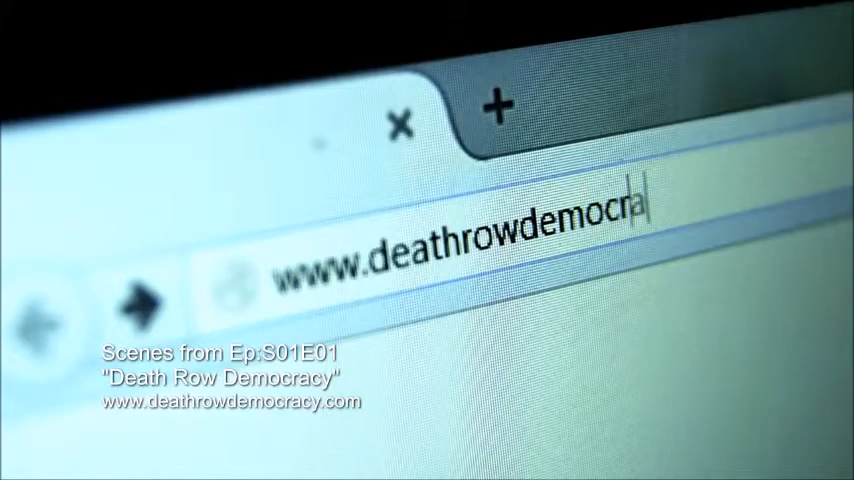 www.deathrowdemocra
Scenes from Ep:S01E01
"Death Row Democracy"
www.deathrowdemocracy.com